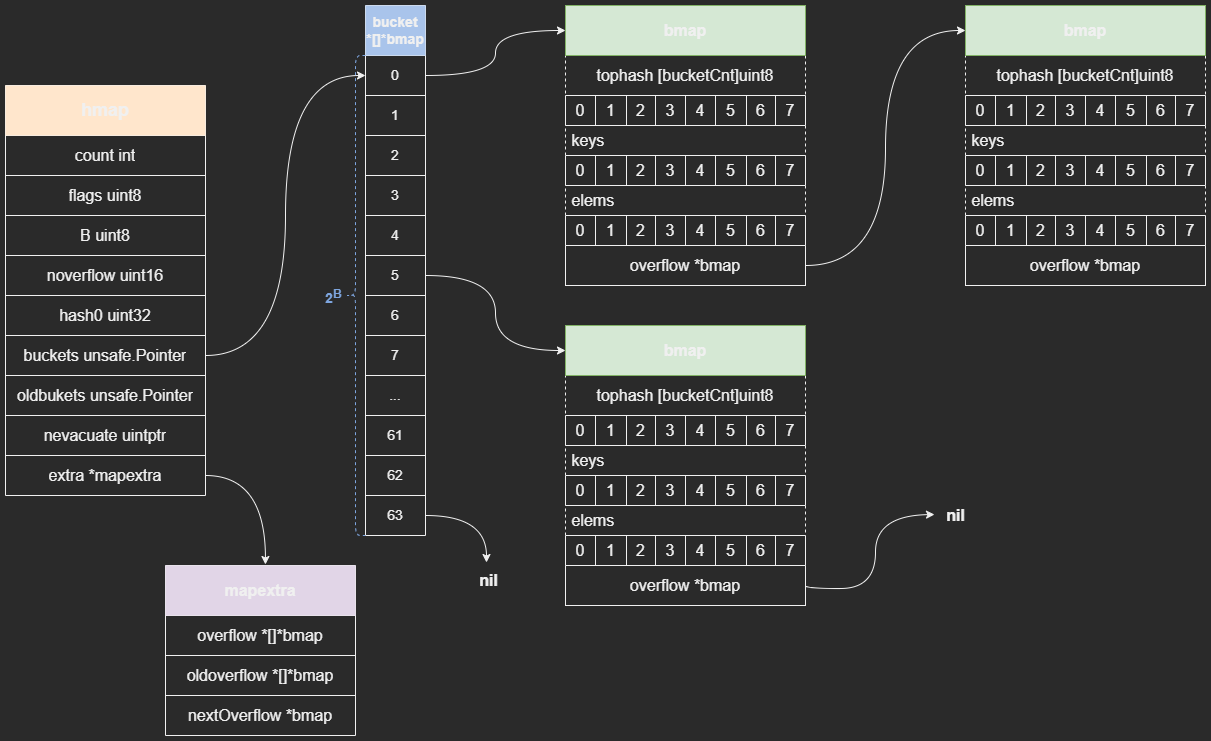 hmap
count int
flags uint8
B uint8
noverflow uint16
hash0 uint32
buckets unsafe.Pointer
oldbukets unsafe.Pointer
nevacuate uintptr
extra *mapextra
mapextra
overflow *[]*bmap
oldoverflow *[]*bmap
nextOverflow *bmap
2^B
bucket
*[]*bmap
0
1
2
3
4
5
6
7
...
61
62
63
nil
bmap
tophash [bucketCnt]uint8
0 1 2 3 4 5 6 7
keys
0 1 2 3 4 5 6 7
elems
0 1 2 3 4 5 6 7
overflow *bmap
bmap
tophash [bucketCnt]uint8
0 1 2 3 4 5 6 7
keys
0 1 2 3 4 5 6 7
elems
0 1 2 3 4 5 6 7
overflow *bmap
bmap
tophash [bucketCnt]uint8
0 1 2 3 4 5 6 7
keys
0 1 2 3 4 5 6 7
elems
0 1 2 3 4 5 6 7
overflow *bmap
nil